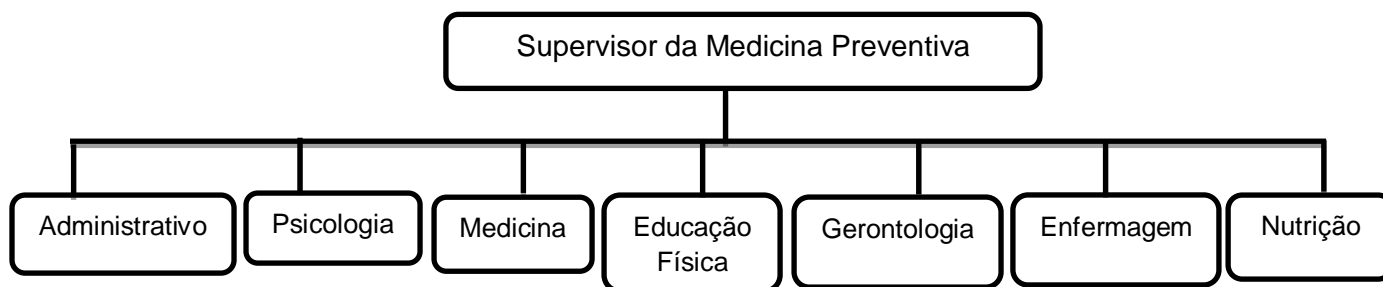 Supervisor da Medicina Preventiva
Administrativo
Psicologia
Medicina
Educação
Física
Gerontologia
Enfermagem
Nutrição